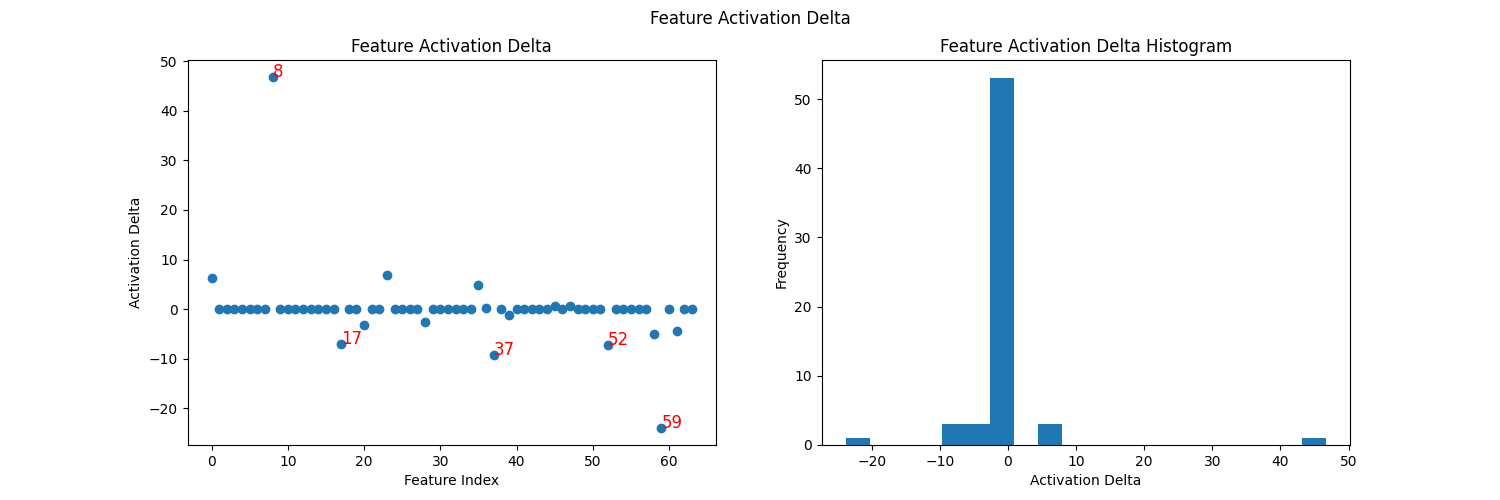 Feature Activation Delta
Feature Activation Delta
50
40
30
20
10
0
−10
−20
Activation Delta
8
17
37
52
59
0 10 20 30 40 50 60
Feature Index
Feature Activation Delta Histogram
50
40
30
20
10
0
Frequency
−20 −10 0 10 20 30 40 50
Activation Delta